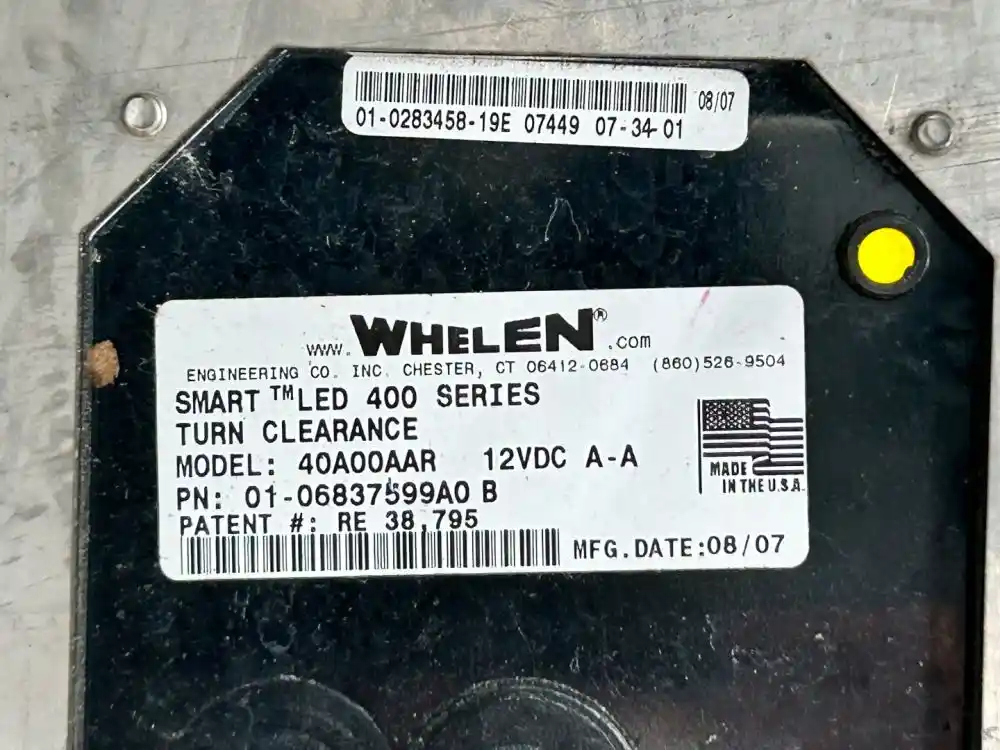 08/07
01-0283458-19E 07449 07-34-01
www.WHELEN®.com
ENGINEERING CO. INC. CHESTER, CT 06412-0684 (860)526-9504
SMART ™LED 400 SERIES
TURN CLEARANCE
MODEL: 40A00AAR 12VDC A-A
PN: 01-06837599A0 B
PATENT #: RE 38,795
MADE
IN THE U.S.A.
MFG.DATE:08/07